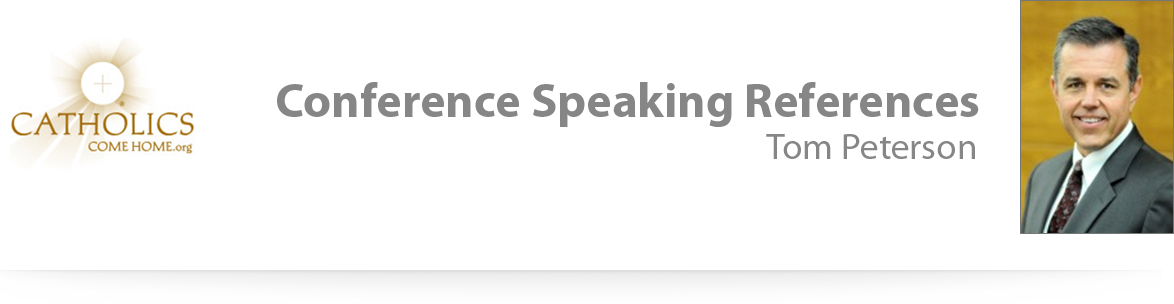 CATHOLICS
COME HOME.org
Conference Speaking References
Tom Peterson